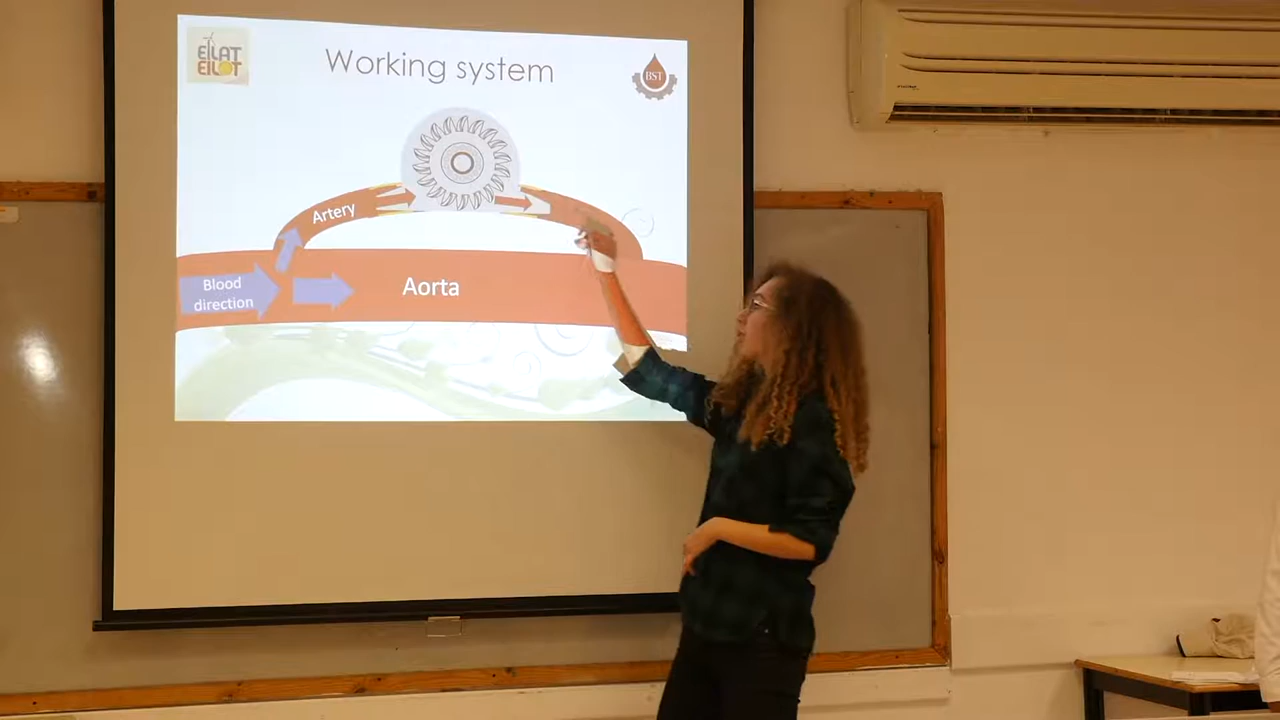 EILAT
EILOT
Working system
BST
Artery
Blood
direction
Aorta